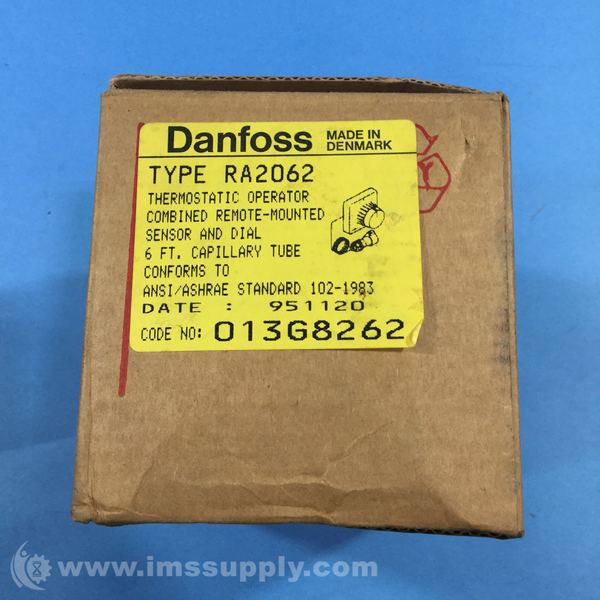 Danfoss MADE IN DENMARK
TYPE RA2062
THERMOSTATIC OPERATOR
COMBINED REMOTE-MOUNTED
SENSOR AND DIAL
6 FT. CAPILLARY TUBE
CONFORMS TO
ANSI/ASHRAE STANDARD 102-1983
DATE : 951120
CODE NO: 013G8262
© www.imssupply.com